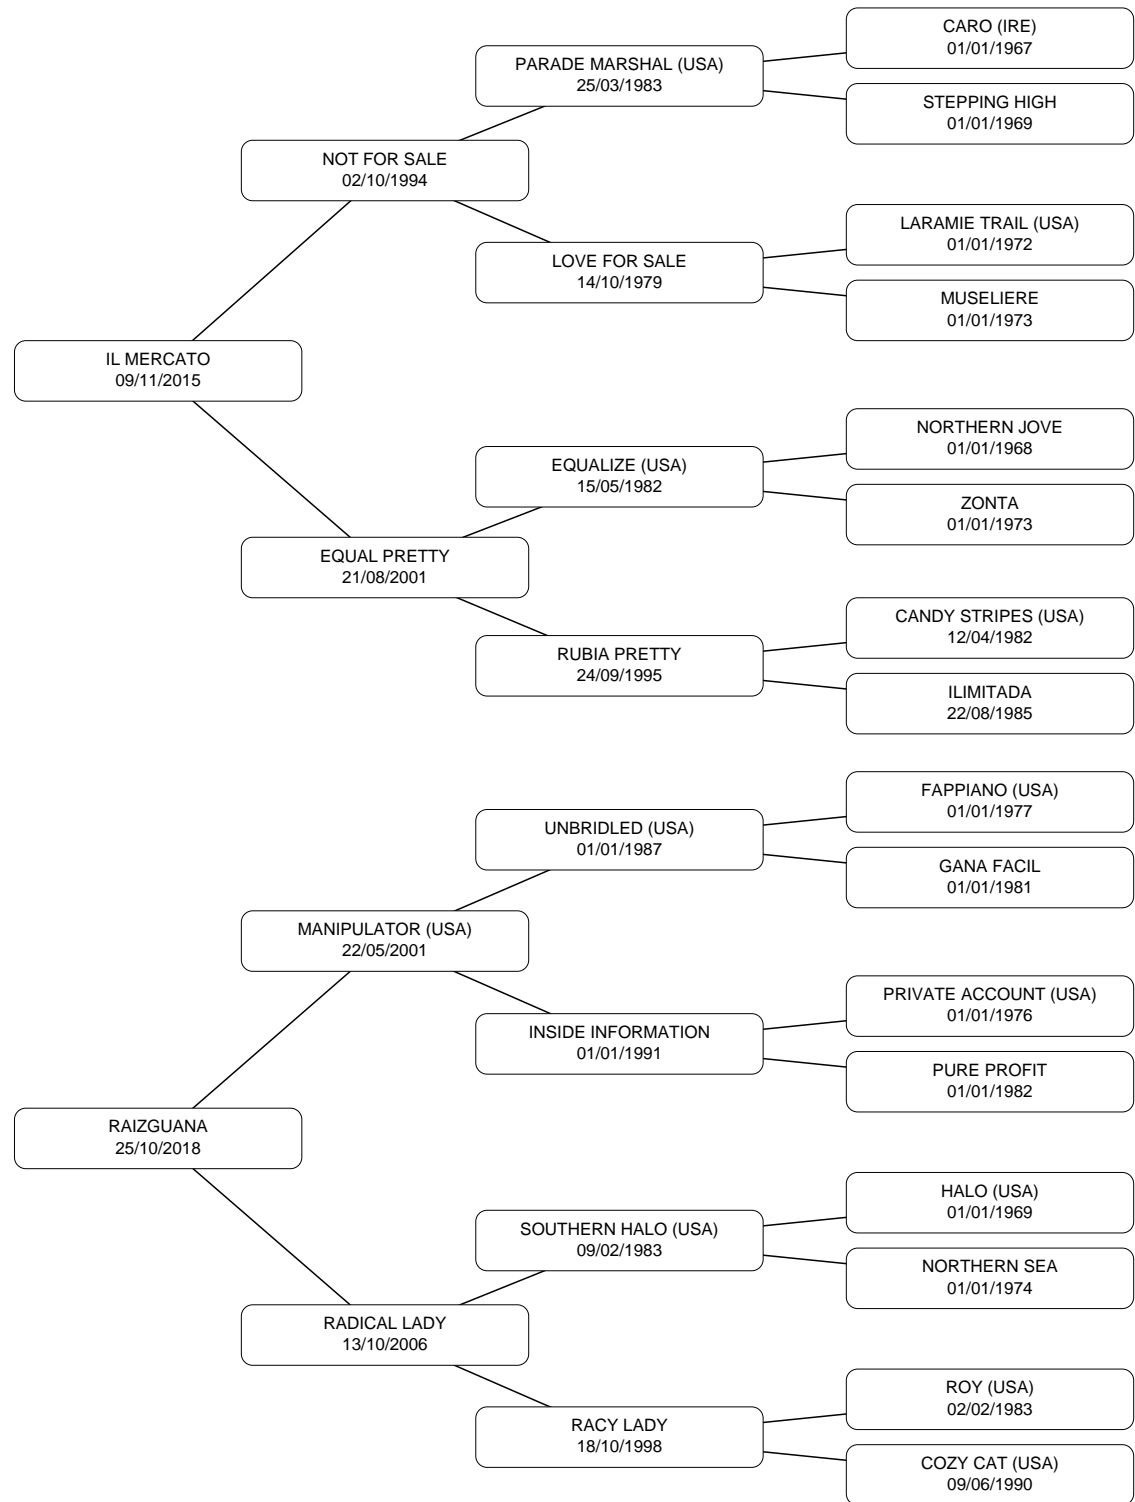 CARO (IRE)
01/01/1967
PARADE MARSHAL (USA)
25/03/1983
STEPPING HIGH
01/01/1969
NOT FOR SALE
02/10/1994
LARAMIE TRAIL (USA)
01/01/1972
LOVE FOR SALE
14/10/1979
MUSELIERE
01/01/1973
IL MERCATO
09/11/2015
NORTHERN JOVE
01/01/1968
EQUALIZE (USA)
15/05/1982
ZONTA
01/01/1973
EQUAL PRETTY
21/08/2001
CANDY STRIPES (USA)
12/04/1982
RUBIA PRETTY
24/09/1995
ILIMITADA
22/08/1985
FAPPIANO (USA)
01/01/1977
UNBRIDLED (USA)
01/01/1987
GANA FACIL
01/01/1981
MANIPULATOR (USA)
22/05/2001
PRIVATE ACCOUNT (USA)
01/01/1976
INSIDE INFORMATION
01/01/1991
PURE PROFIT
01/01/1982
RAIZGUANA
25/10/2018
HALO (USA)
01/01/1969
SOUTHERN HALO (USA)
09/02/1983
NORTHERN SEA
01/01/1974
RADICAL LADY
13/10/2006
ROY (USA)
02/02/1983
RACY LADY
18/10/1998
COZY CAT (USA)
09/06/1990